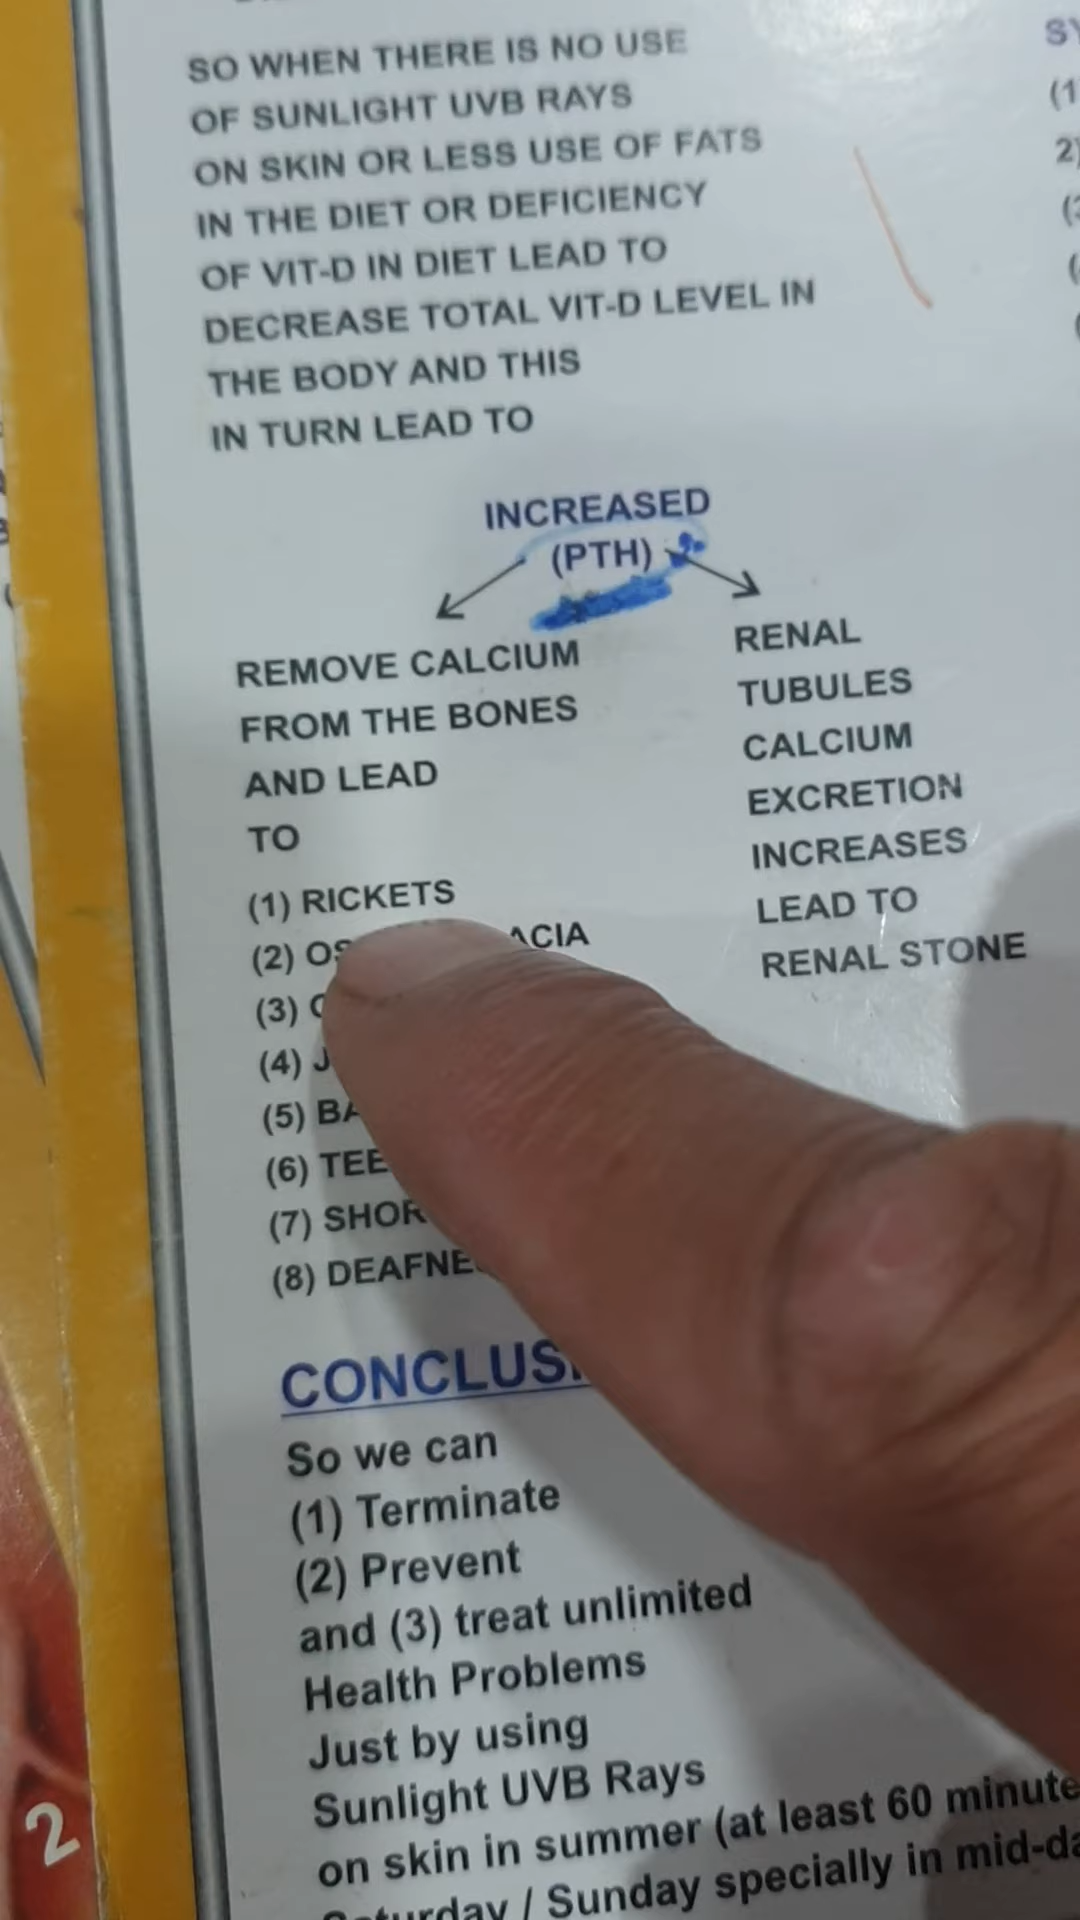 SO WHEN THERE IS NO USE
OF SUNLIGHT UVB RAYS
ON SKIN OR LESS USE OF FATS
IN THE DIET OR DEFICIENCY
OF VIT-D IN DIET LEAD TO
DECREASE TOTAL VIT-D LEVEL IN
THE BODY AND THIS
IN TURN LEAD TO
INCREASED
(PTH)
REMOVE CALCIUM
FROM THE BONES
AND LEAD
TO
(1) RICKETS
(2)
(3)
(4)
(5)
(6)
(7)
(8)
RENAL
TUBULES
CALCIUM
EXCRETION
INCREASES
LEAD TO
RENAL STONE
So we can
(1) Terminate
(2) Prevent
and (3) treat unlimited
Health Problems
Just by using
Sunlight UVB Rays
on skin in summer (at least 60
/ Sunday specially in
2